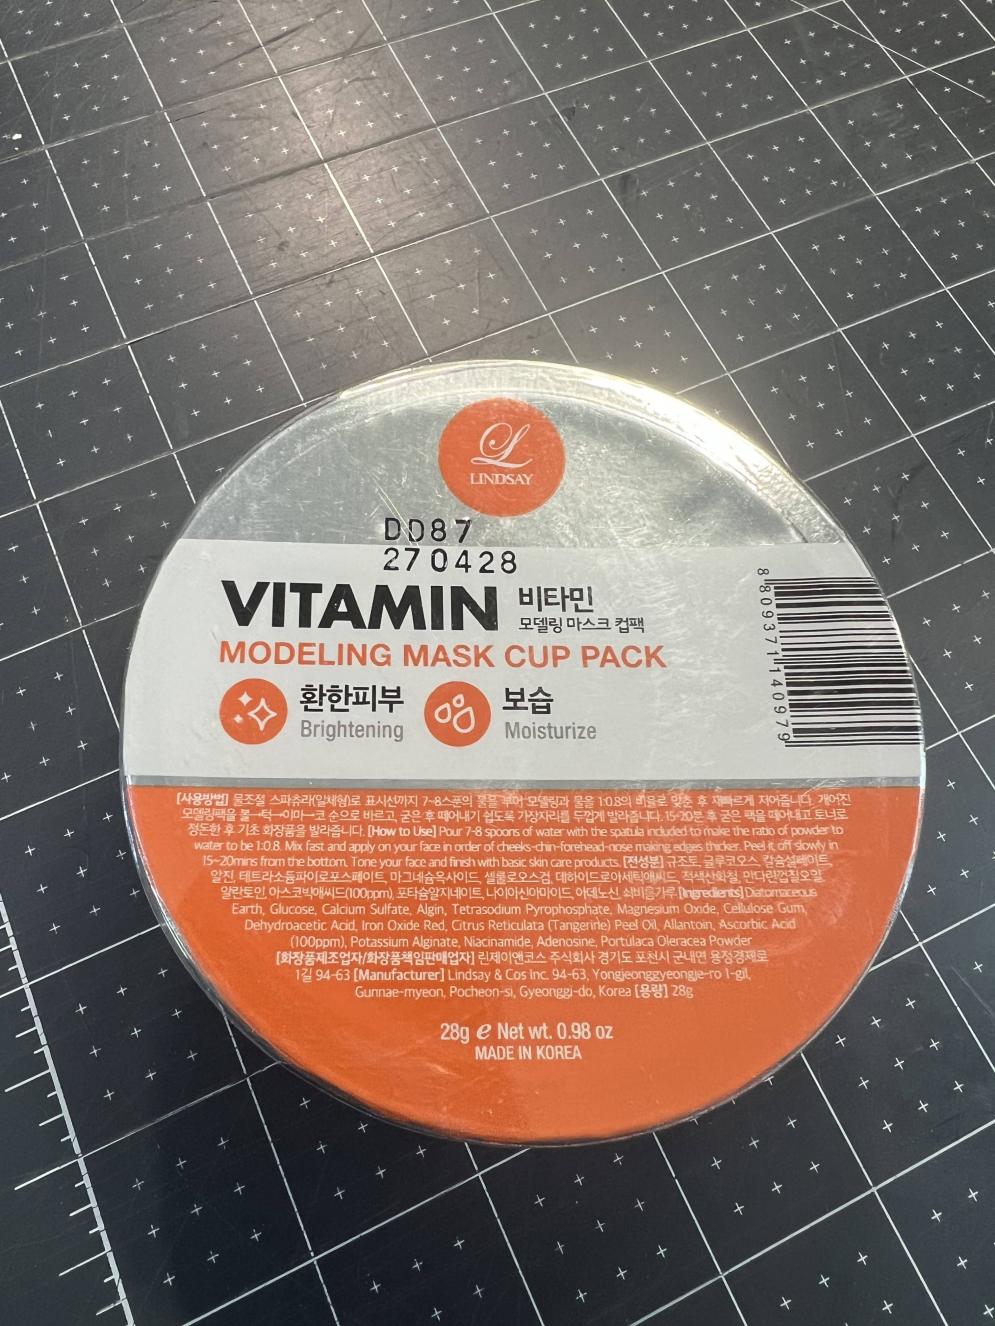 L
LINDSAY
DD87
270428
VITAMIN 비타민
모델링 마스크 컵팩
MODELING MASK CUP PACK
환한피부 보습
Brightening Moisturize
8 809371 140979
[사용방법] 물조절 스파츄라(일체형)로 표시선까지 7~8스푼의 물을 부어 모델링과 물을 1:0.8의 비율로 맞춘 후 재빠르게 저어줍니다. 개어진
모델링팩을 볼→턱→이마→코 순으로 바르고, 굳은 후 떼어내기 쉽도록 가장자리를 두껍게 발라줍니다. 15~20분 후 굳은 팩을 떼어내고 토너로
정돈한 후 기초 화장품을 발라줍니다. [How to Use] Pour 7-8 spoons of water with the spatula included to make the ratio of powder to
water to be 1:0.8. Mix fast and apply on your face in order of cheeks-chin-forehead-nose making edges thicker. Peel it off slowly in
15~20mins from the bottom. Tone your face and finish with basic skin care products. [전성분] 규조토, 글루코오스, 칼슘설페이트,
알진, 테트라소듐파이로포스페이트, 마그네슘옥사이드, 셀룰로오스검, 데하이드로아세틱애씨드, 적색산화철, 만다린껍질오일,
알란토인, 아스코빅애씨드(100ppm), 포타슘알지네이트, 나이아신아마이드, 아데노신, 쇠비름가루 [Ingredients] Diatomaceous
Earth, Glucose, Calcium Sulfate, Algin, Tetrasodium Pyrophosphate, Magnesium Oxide, Cellulose Gum,
Dehydroacetic Acid, Iron Oxide Red, Citrus Reticulata (Tangerine) Peel Oil, Allantoin, Ascorbic Acid
(100ppm), Potassium Alginate, Niacinamide, Adenosine, Portulaca Oleracea Powder
[화장품제조업자/화장품책임판매업자] 린제이앤코스 주식회사 경기도 포천시 군내면 용정경제로
1길 94-63 [Manufacturer] Lindsay & Cos Inc. 94-63, Yongjeonggyeongje-ro 1-gil,
Gunnae-myeon, Pocheon-si, Gyeonggi-do, Korea [용량] 28g
28g e Net wt. 0.98 oz
MADE IN KOREA